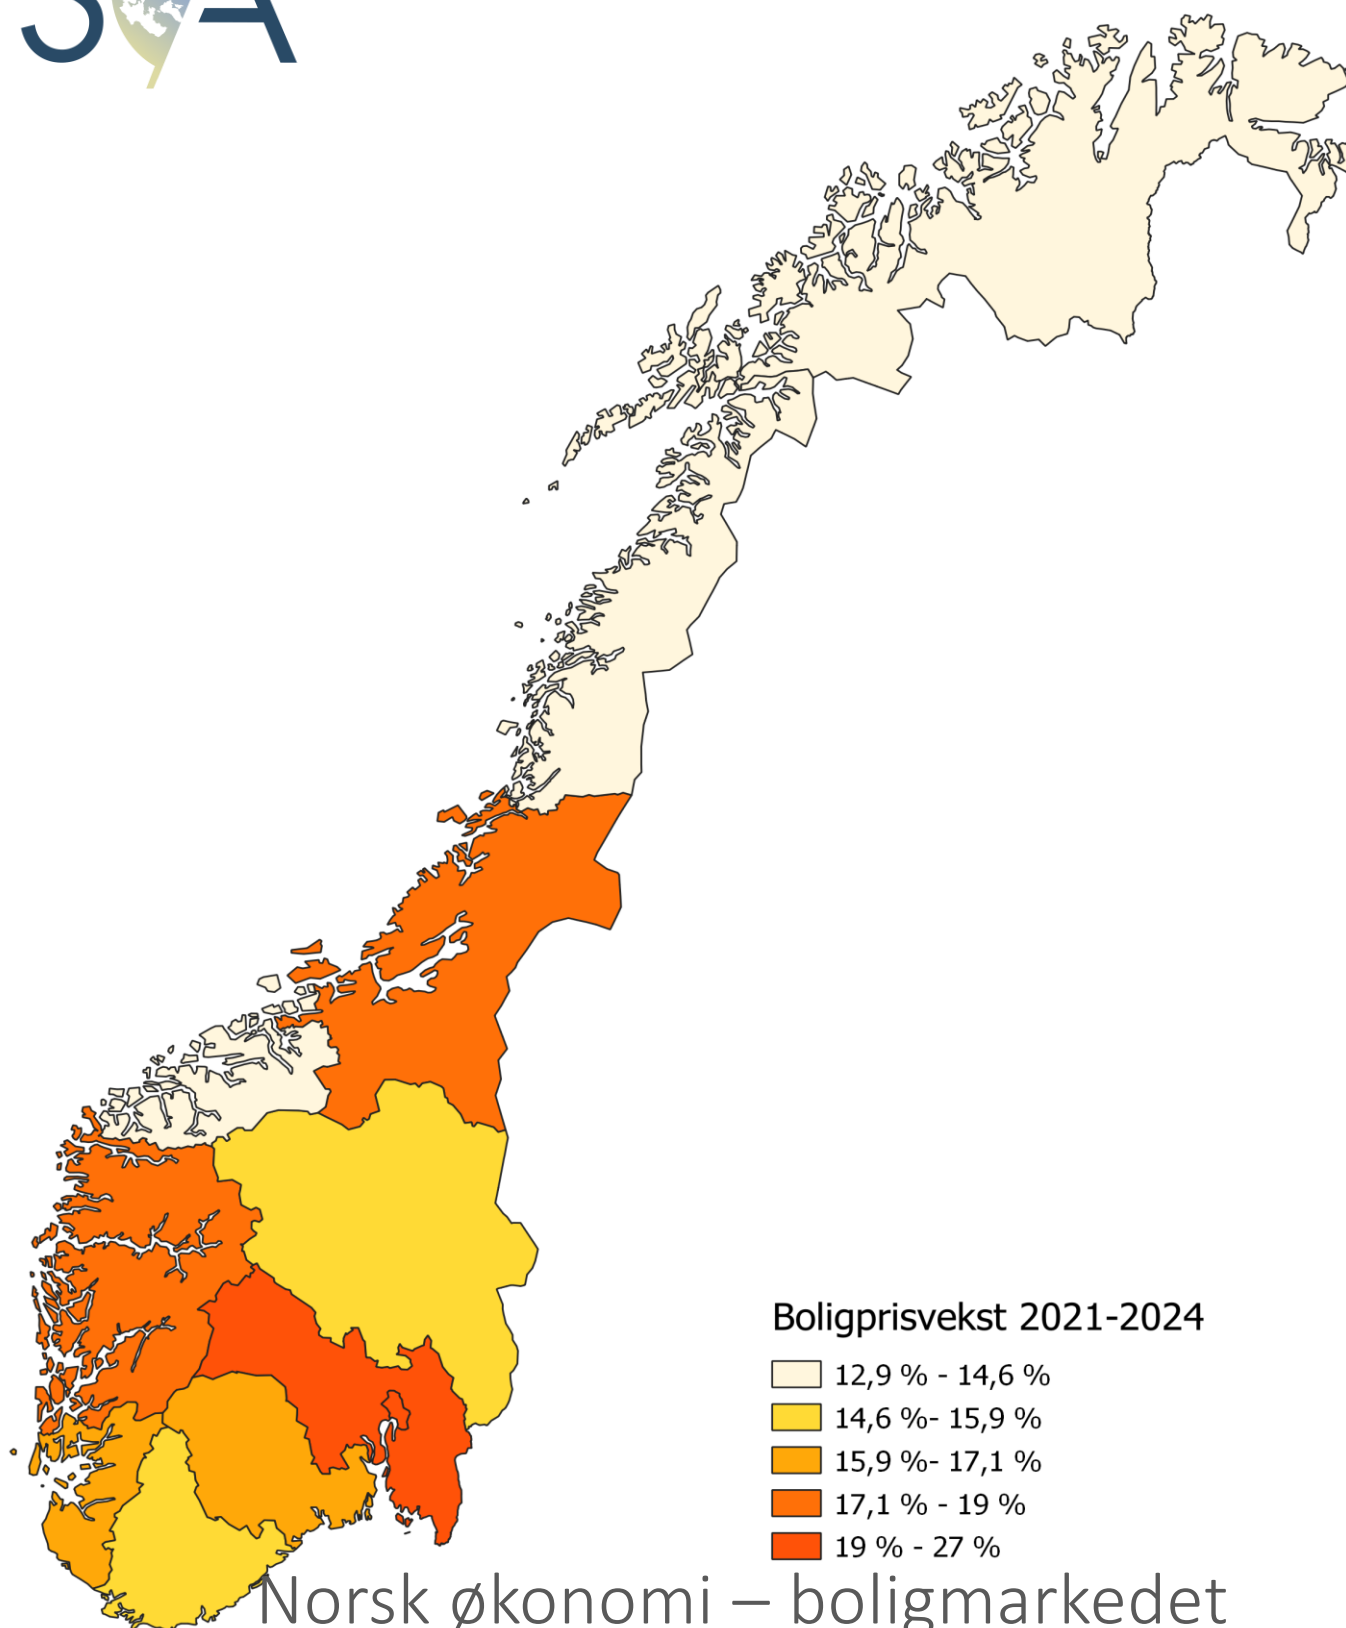 Boligprisvekst 2021-2024
12,9 % - 14,6 %
14,6 %- 15,9 %
15,9 %- 17,1 %
17,1 % - 19 %
19 % - 27 %
Norsk økonomi – boligmarkedet